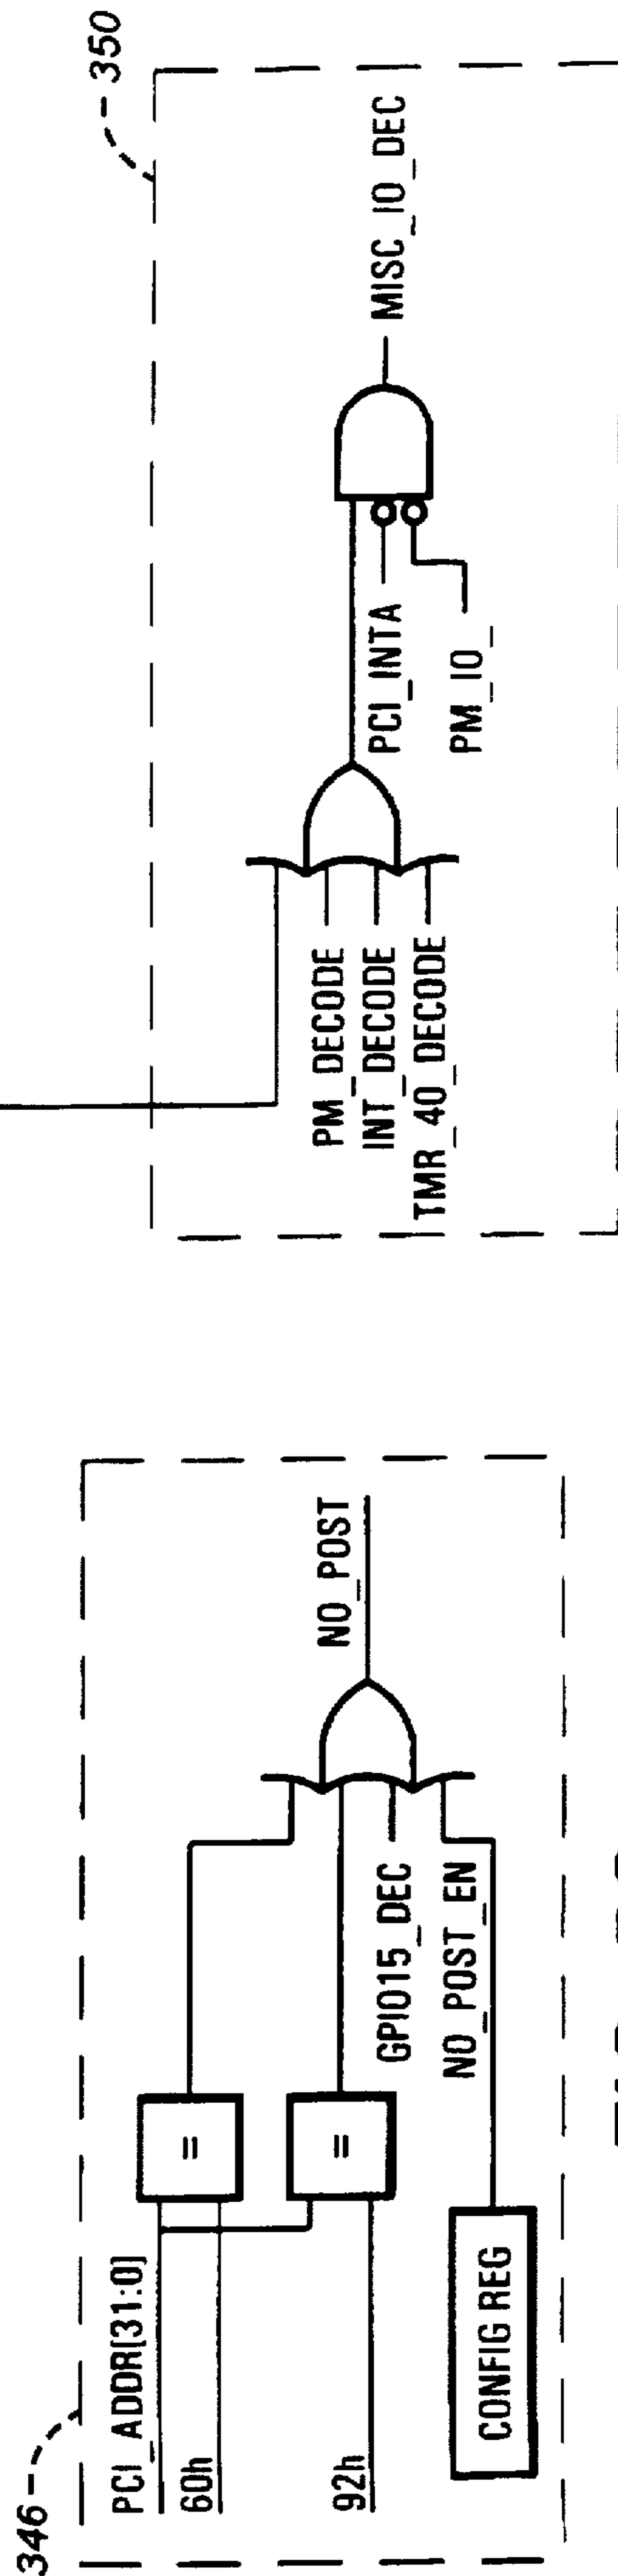 346
PCI_ADDR[31:0]
60h
92h
CONFIG REG
=
=
GPIO15_DEC
NO_POST_EN
NO_POST
350
PM_DECODE
INT_DECODE
TMR_40_DECODE
PCI_INTA
PM_IO_
MISC_IO_DEC